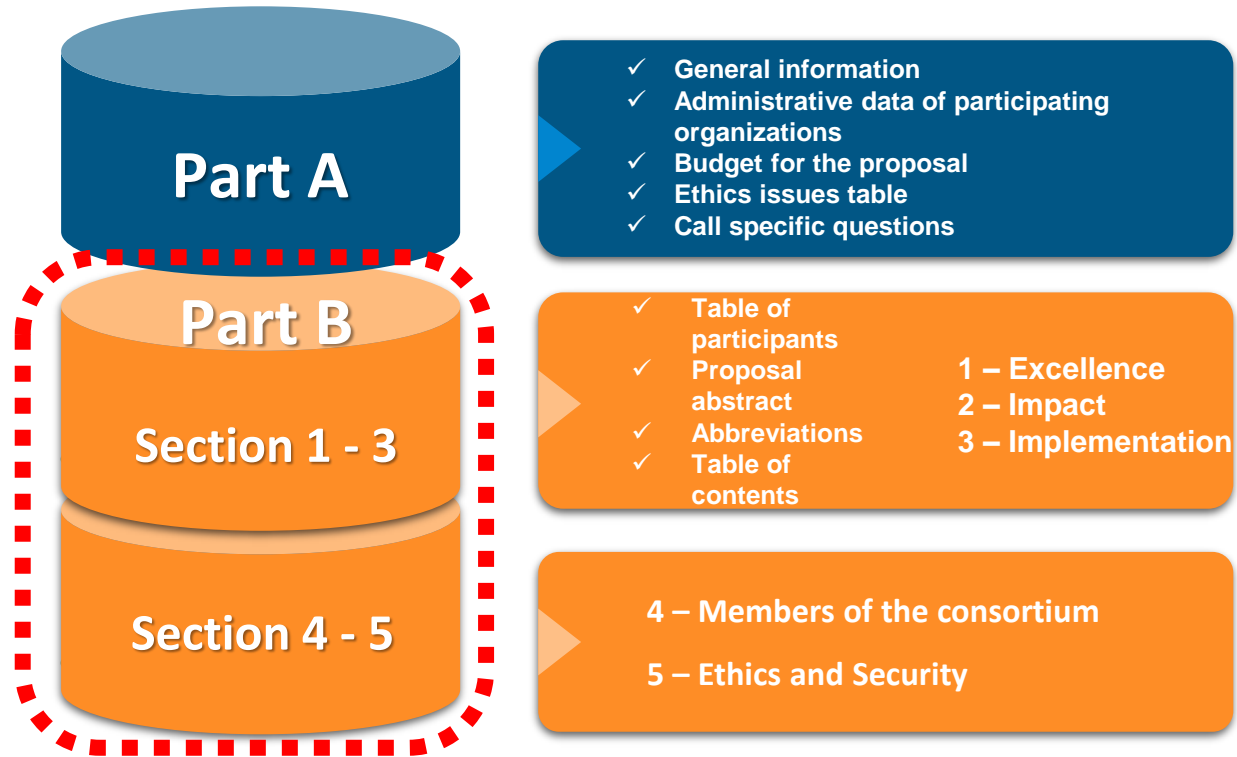 Part A
✓ General information
✓ Administrative data of participating
organizations
✓ Budget for the proposal
✓ Ethics issues table
✓ Call specific questions
Part B
Section 1 - 3
✓ Table of
participants
✓ Proposal
abstract
✓ Abbreviations
✓ Table of
contents
1 – Excellence
2 – Impact
3 – Implementation
Section 4 - 5
4 – Members of the consortium
5 – Ethics and Security